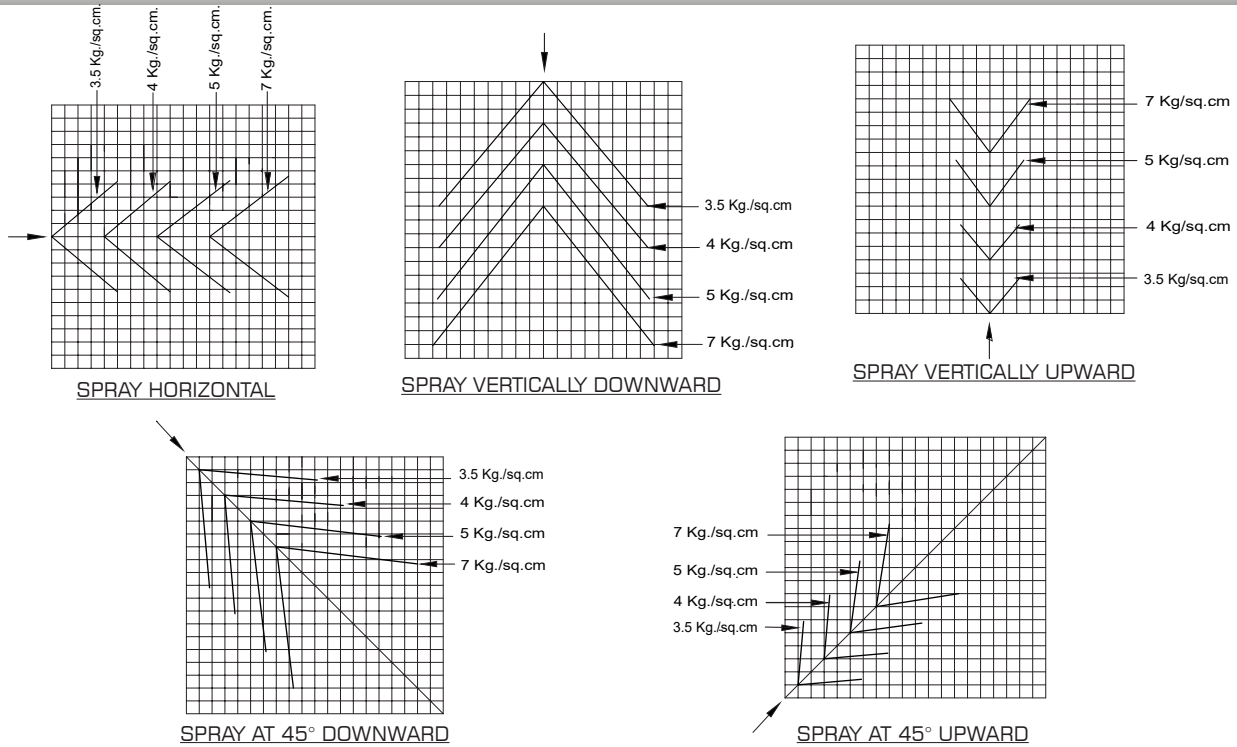 3.5 Kg./sq.cm.
4 Kg./sq.cm.
5 Kg./sq.cm.
7 Kg./sq.cm.
SPRAY HORIZONTAL
3.5 Kg./sq.cm
4 Kg./sq.cm
5 Kg./sq.cm
7 Kg./sq.cm
SPRAY VERTICALLY DOWNWARD
7 Kg/sq.cm
5 Kg/sq.cm
4 Kg/sq.cm
3.5 Kg/sq.cm
SPRAY VERTICALLY UPWARD
3.5 Kg./sq.cm
4 Kg./sq.cm
5 Kg./sq.cm
7 Kg./sq.cm
SPRAY AT 45° DOWNWARD
7 Kg./sq.cm
5 Kg./sq.cm
4 Kg./sq.cm
3.5 Kg./sq.cm
SPRAY AT 45° UPWARD